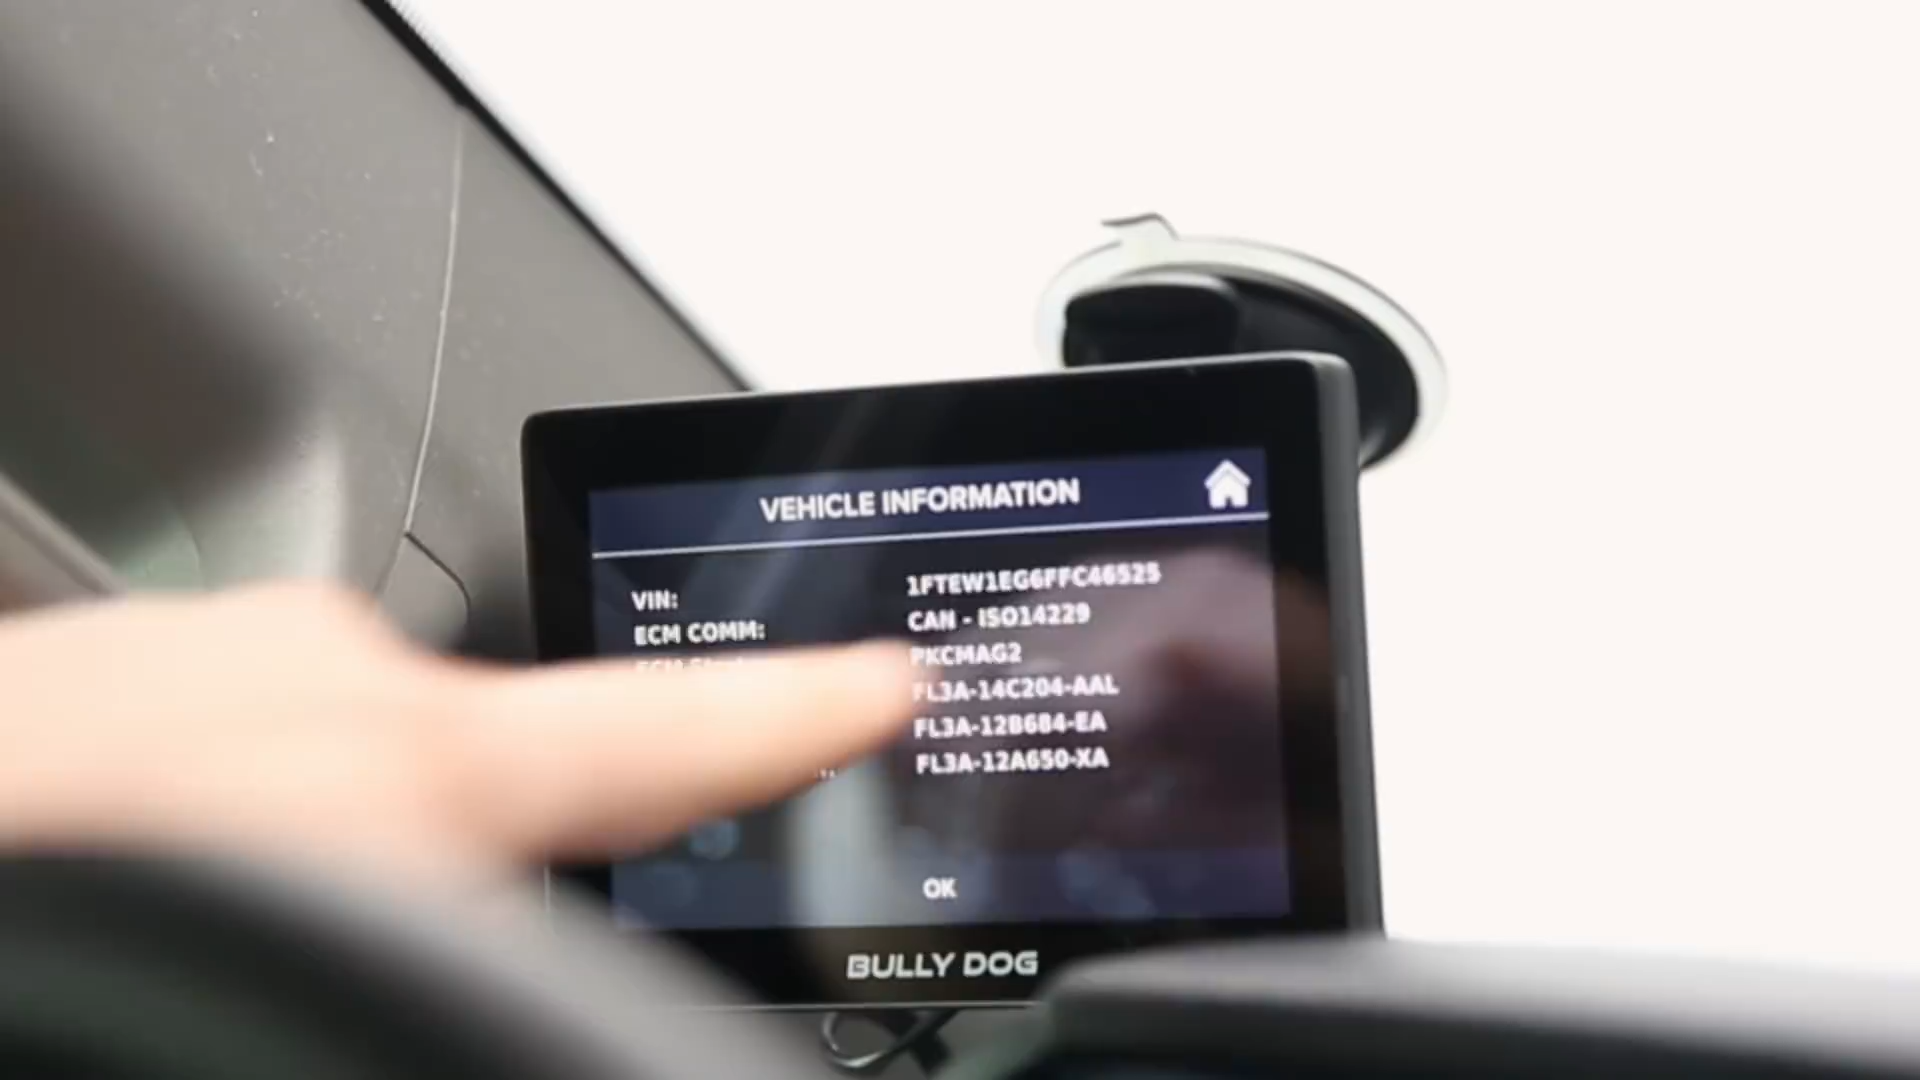 VEHICLE INFORMATION
VIN: 1FTEW1EG6FFC46525
ECM COMM: CAN - ISO14229
PKCMAG2
FL3A-14C204-AAL
FL3A-12B684-EA
FL3A-12A650-XA
OK
BULLY DOG